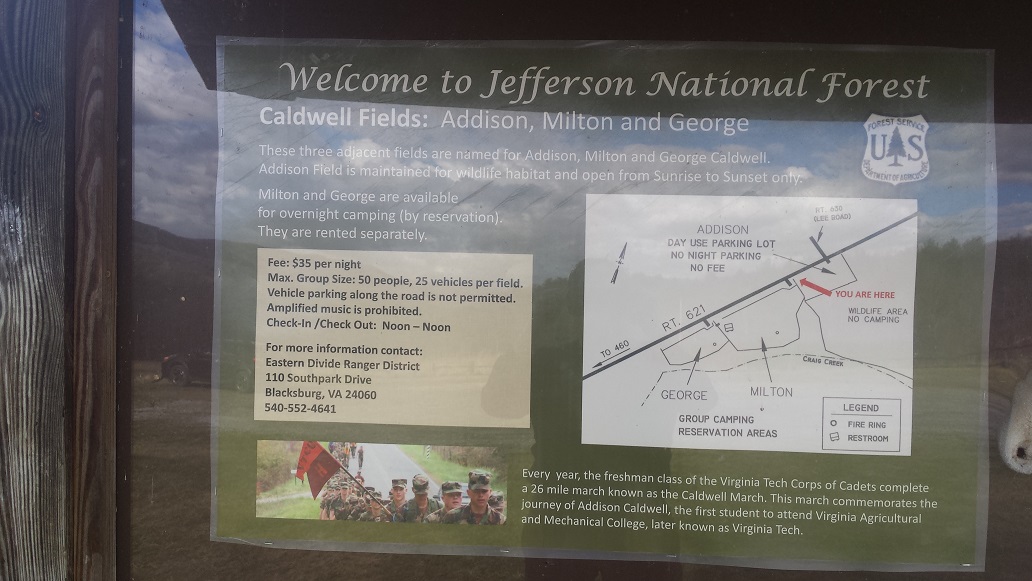 Welcome to Jefferson National Forest
Caldwell Fields: Addison, Milton and George
These three adjacent fields are named for Addison, Milton and George Caldwell.
Addison Field is maintained for wildlife habitat and open from Sunrise to Sunset only.
FOREST SERVICE
US
DEPARTMENT OF AGRICULTURE
Milton and George are available
for overnight camping (by reservation).
They are rented separately.
Fee: $35 per night
Max. Group Size: 50 people, 25 vehicles per field.
Vehicle parking along the road is not permitted.
Amplified music is prohibited.
Check-In /Check Out: Noon – Noon
For more information contact:
Eastern Divide Ranger District
110 Southpark Drive
Blacksburg, VA 24060
540-552-4641
RT. 650
(LEE ROAD)
ADDISON
DAY USE PARKING LOT
NO NIGHT PARKING
NO FEE
YOU ARE HERE
WILDLIFE AREA
NO CAMPING
RT. 621
TO 460
CRAIG CREEK
GEORGE
MILTON
GROUP CAMPING
RESERVATION AREAS
LEGEND
FIRE RING
RESTROOM
Every year, the freshman class of the Virginia Tech Corps of Cadets complete
a 26 mile march known as the Caldwell March. This march commemorates the
journey of Addison Caldwell, the first student to attend Virginia Agricultural
and Mechanical College, later known as Virginia Tech.